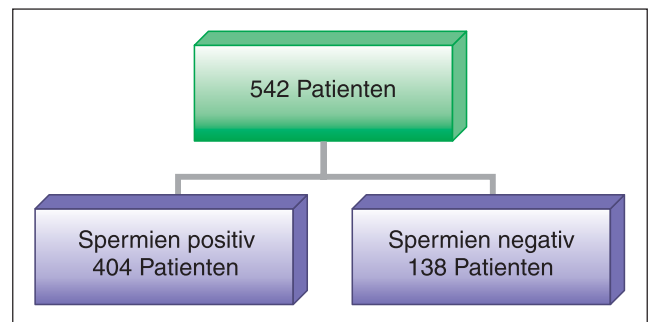 542 Patienten
Spermien positiv
404 Patienten
Spermien negativ
138 Patienten